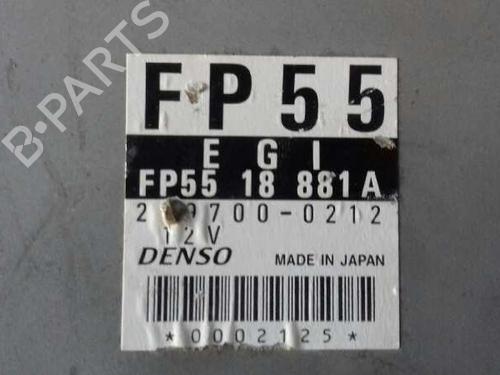 B-PARTS
FP55
EGI
FP55 18 881A
12V
DENSO MADE IN JAPAN
*0002125*